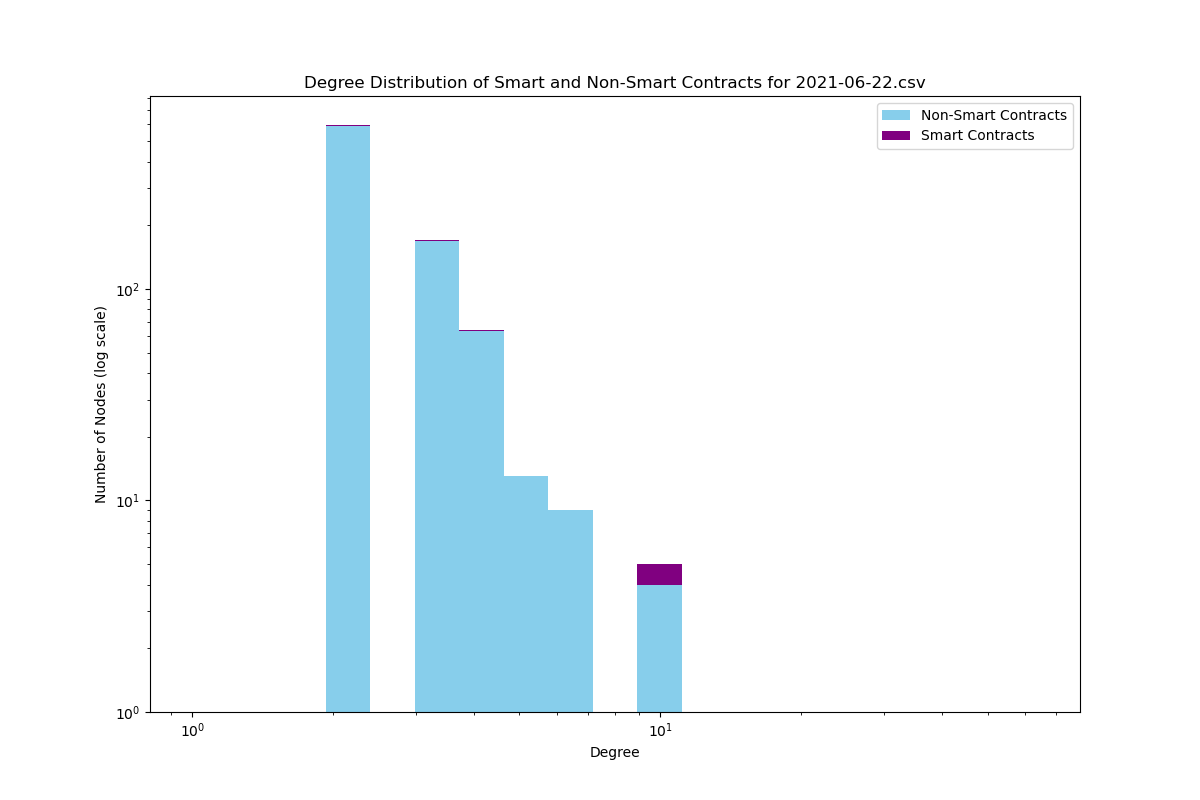 Degree Distribution of Smart and Non-Smart Contracts for 2021-06-22.csv
Non-Smart Contracts
Smart Contracts
Number of Nodes (log scale)
10²
10¹
10⁰
10⁰ 10¹
Degree